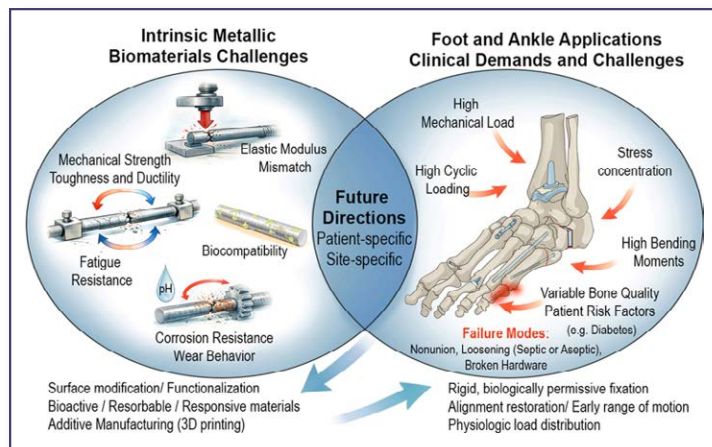 Intrinsic Metallic
Biomaterials Challenges
Elastic Modulus
Mismatch
Mechanical Strength
Toughness and Ductility
Fatigue
Resistance
Biocompatibility
pH
Corrosion Resistance
Wear Behavior
Future
Directions
Patient-specific
Site-specific
Foot and Ankle Applications
Clinical Demands and Challenges
High
Mechanical Load
High Cyclic
Loading
Stress
concentration
High Bending
Moments
Variable Bone Quality
Patient Risk Factors
(e.g. Diabetes)
Failure Modes:
Nonunion, Loosening (Septic or Aseptic),
Broken Hardware
Surface modification/ Functionalization
Bioactive / Resorbable / Responsive materials
Additive Manufacturing (3D printing)
Rigid, biologically permissive fixation
Alignment restoration/ Early range of motion
Physiologic load distribution